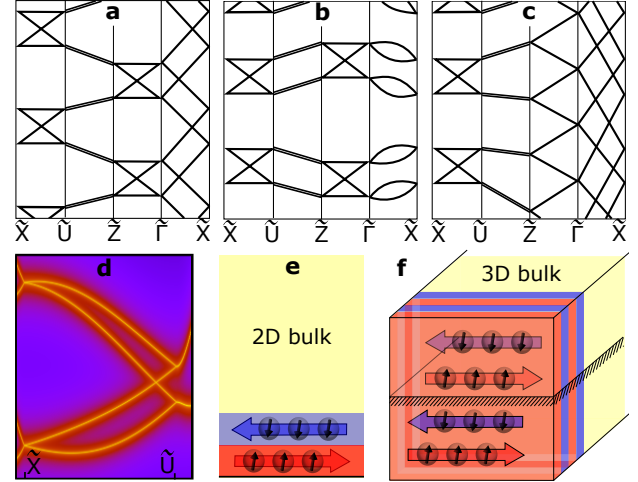 a b c
X̃ Ũ Z̃ Γ̃ X̃
X̃ Ũ Z̃ Γ̃ X̃
X̃ Ũ Z̃ Γ̃ X̃
d
X̃ Ũ
e
2D bulk
f
3D bulk